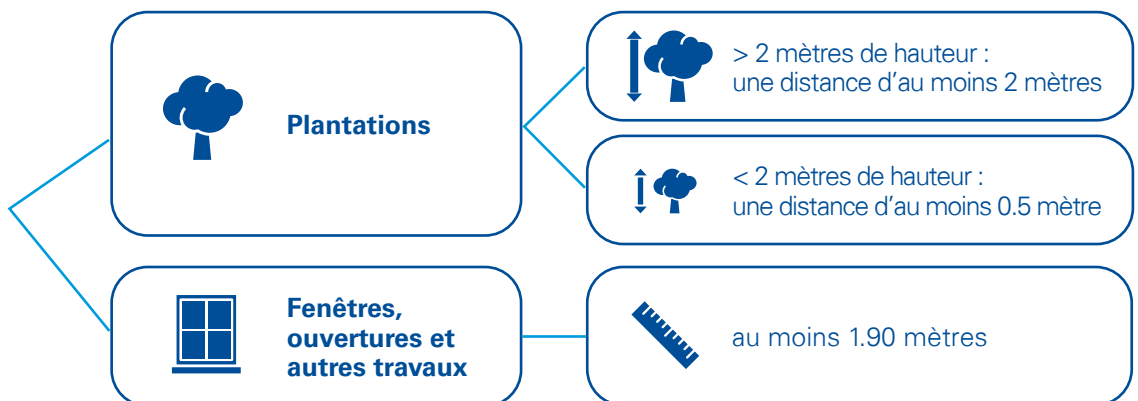 Plantations
> 2 mètres de hauteur :
une distance d'au moins 2 mètres
< 2 mètres de hauteur :
une distance d'au moins 0.5 mètre
Fenêtres,
ouvertures et
autres travaux
au moins 1.90 mètres